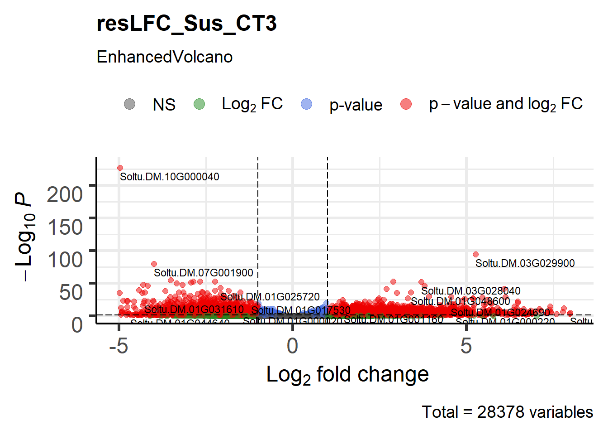 resLFC_Sus_CT3
EnhancedVolcano
NS Log2 FC p-value p − value and log2 FC
Soltu.DM.10G000040
200
150
Soltu.DM.03G029900
100
Soltu.DM.07G001900
Soltu.DM.03G028040
50
Soltu.DM.01G025720
Soltu.DM.01G048600
0
-5 0 5
−Log10 P
Log2 fold change
Total = 28378 variables